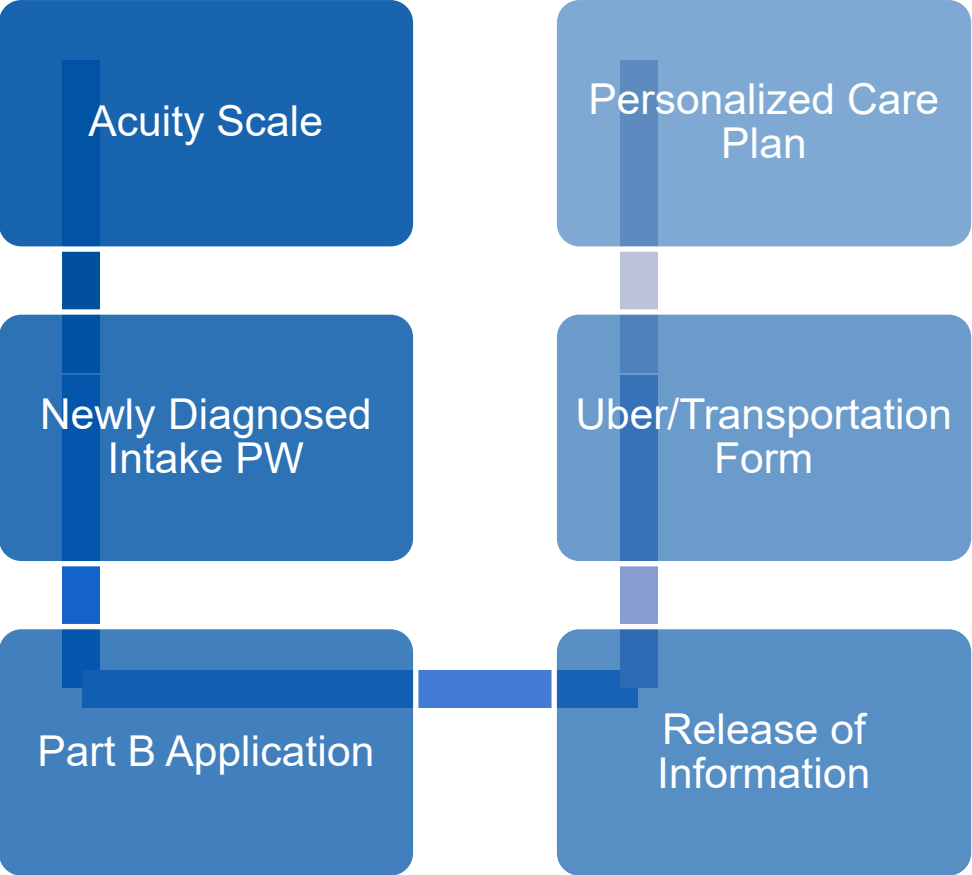 Acuity Scale
Newly Diagnosed
Intake PW
Part B Application
Release of
Information
Uber/Transportation
Form
Personalized Care
Plan